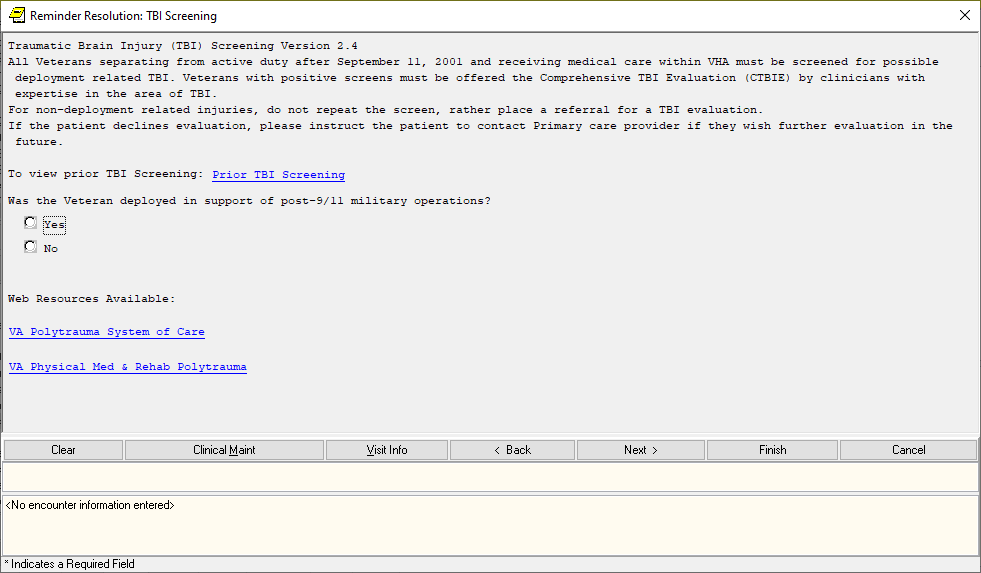 Reminder Resolution: TBI Screening
Traumatic Brain Injury (TBI) Screening Version 2.4
All Veterans separating from active duty after September 11, 2001 and receiving medical care within VHA must be screened for possible
deployment related TBI. Veterans with positive screens must be offered the Comprehensive TBI Evaluation (CTBIE) by clinicians with
expertise in the area of TBI.
For non-deployment related injuries, do not repeat the screen, rather place a referral for a TBI evaluation.
If the patient declines evaluation, please instruct the patient to contact Primary care provider if they wish further evaluation in the
future.
To view prior TBI Screening: Prior TBI Screening
Was the Veteran deployed in support of post-9/11 military operations?
Yes
No
Web Resources Available:
VA Polytrauma System of Care
VA Physical Med & Rehab Polytrauma
Clear Clinical Maint Visit Info < Back Next > Finish Cancel
<No encounter information entered>
* Indicates a Required Field